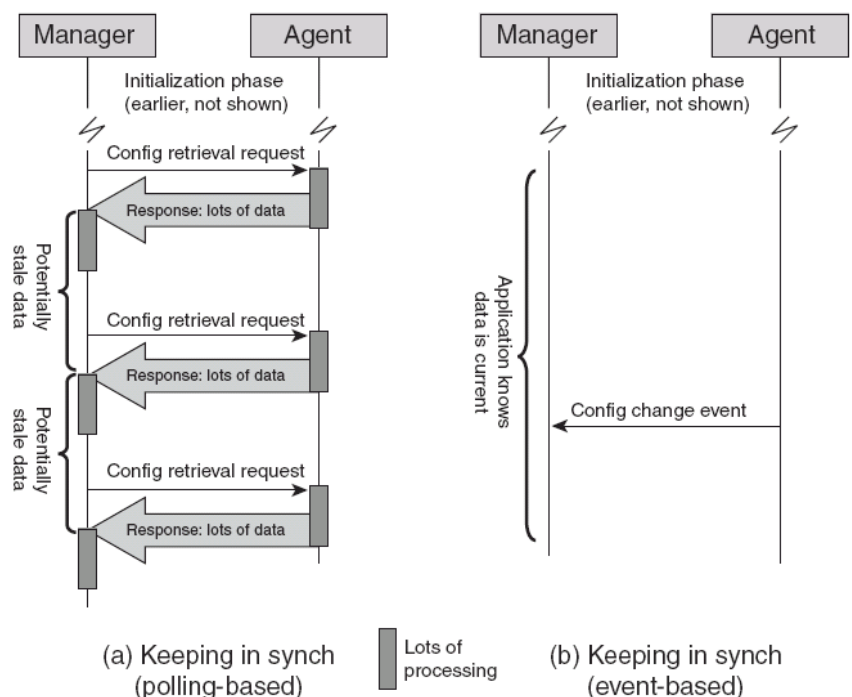 Manager
Agent
Initialization phase
(earlier, not shown)
Config retrieval request
Response: lots of data
Potentially
stale data
Config retrieval request
Response: lots of data
Potentially
stale data
Config retrieval request
Response: lots of data
(a) Keeping in synch
(polling-based)
Lots of
processing
Manager
Agent
Initialization phase
(earlier, not shown)
Application knows
data is current
Config change event
(b) Keeping in synch
(event-based)